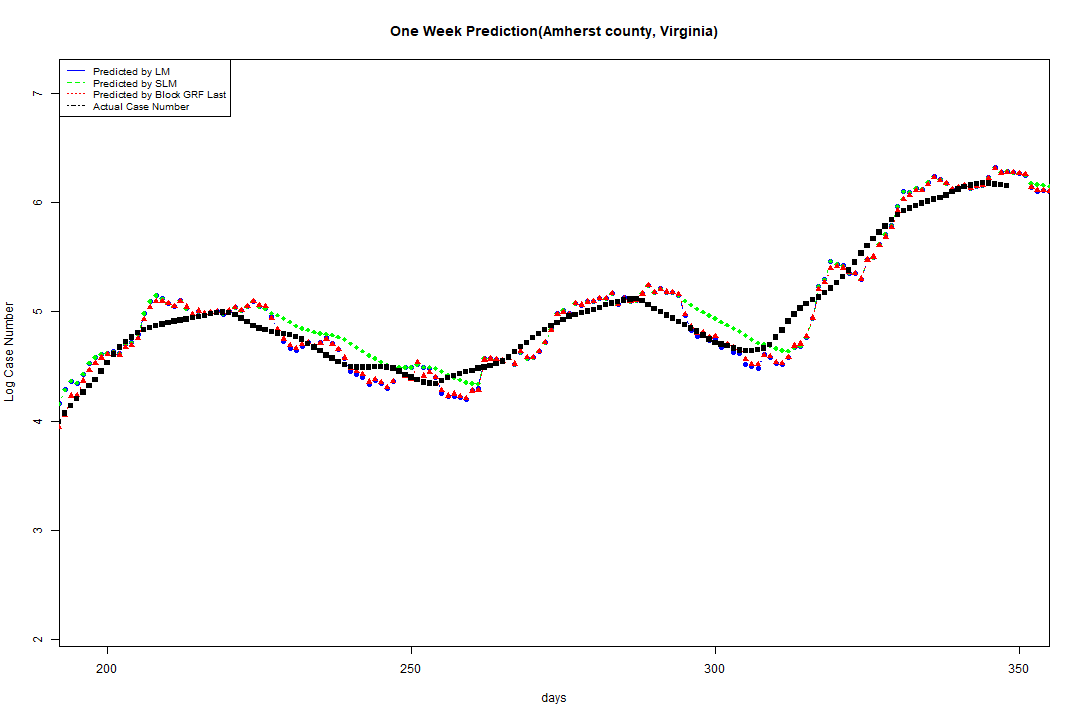 One Week Prediction(Amherst county, Virginia)
Predicted by LM
Predicted by SLM
Predicted by Block GRF Last
Actual Case Number
7
6
5
4
3
2
Log Case Number
200 250 300 350
days